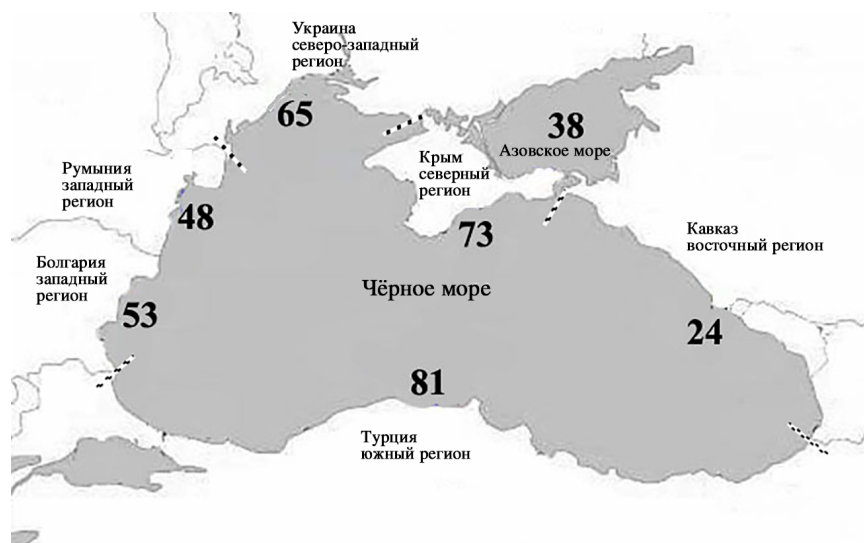 Украина
северо-западный
регион
65
38
Азовское море
Крым
северный
регион
Румыния
западный
регион
48
73
Кавказ
восточный регион
Болгария
западный
регион
Чёрное море
53
24
81
Турция
южный регион